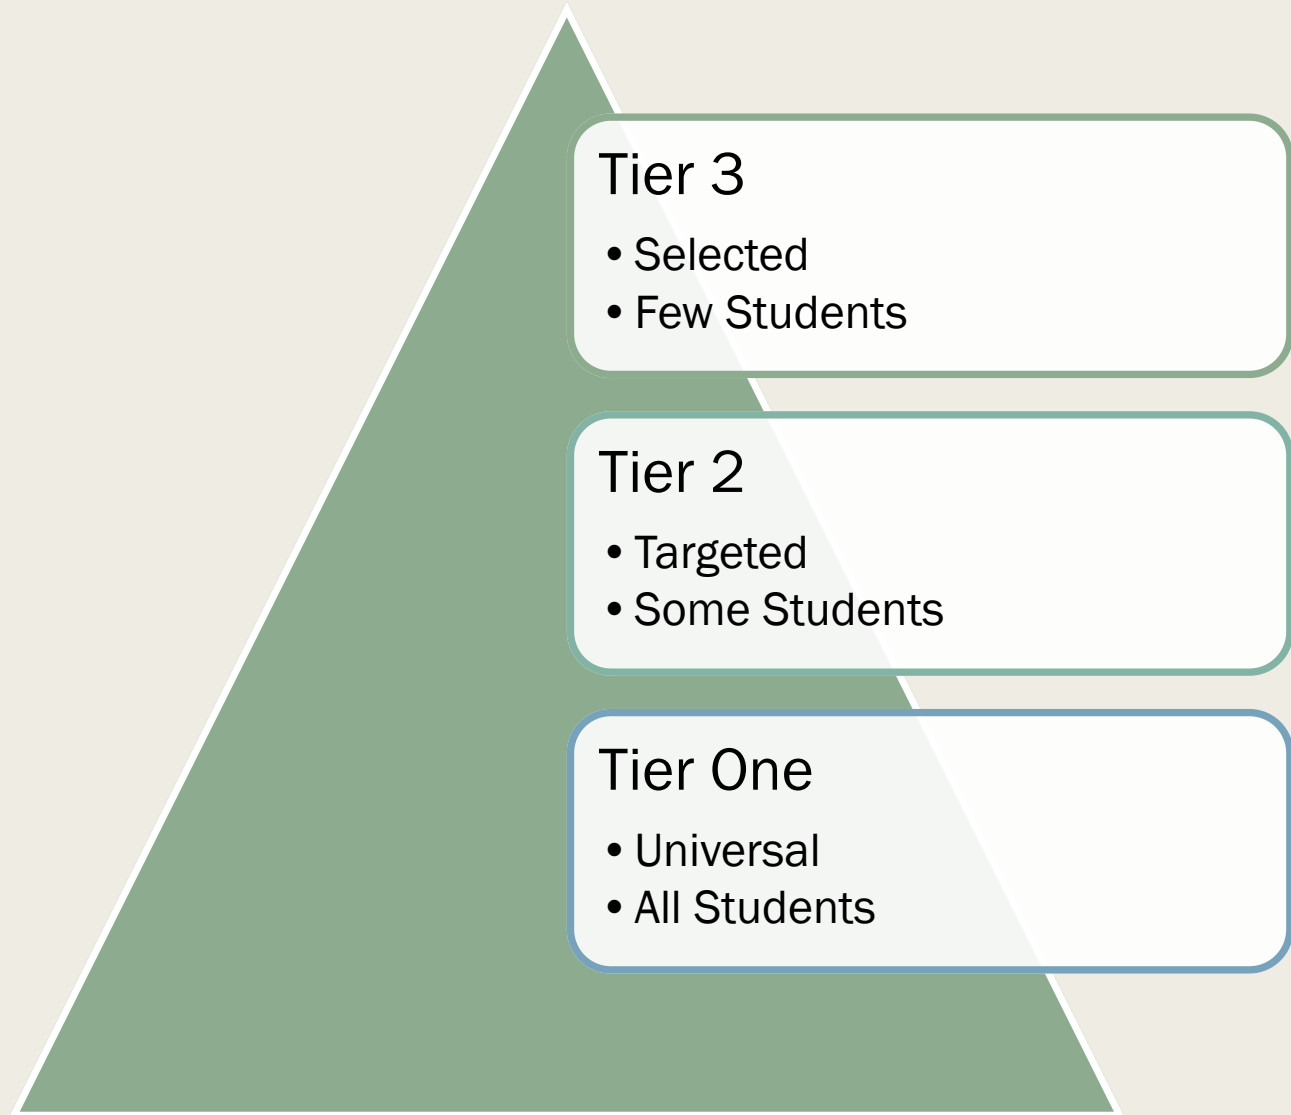 Tier 3
• Selected
• Few Students
Tier 2
• Targeted
• Some Students
Tier One
• Universal
• All Students